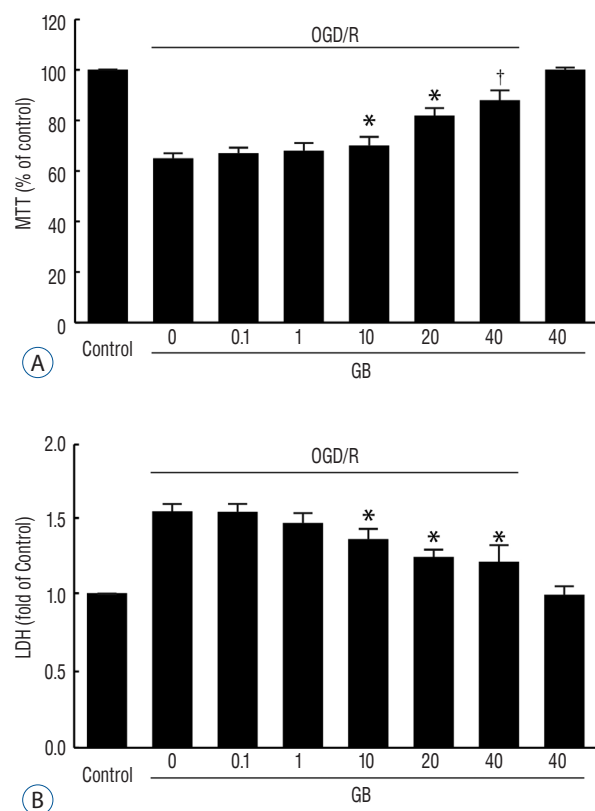 120
OGD/R
100
*
*
†
80
60
40
20
0
MTT (% of control)
Control
0 0.1 1 10 20 40 40
GB
A
2.0
OGD/R
1.5
*
*
*
1.0
0.5
0.0
LDH (fold of Control)
Control
0 0.1 1 10 20 40 40
GB
B